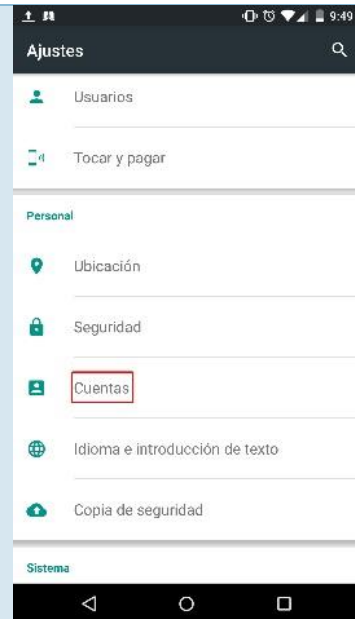 9:49
Ajustes
Usuarios
Tocar y pagar
Personal
Ubicación
Seguridad
Cuentas
Idioma e introducción de texto
Copia de seguridad
Sistema